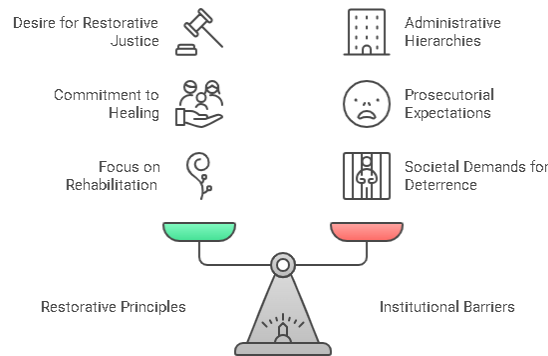 Desire for Restorative
Justice
Administrative
Hierarchies
Commitment to
Healing
Prosecutorial
Expectations
Focus on
Rehabilitation
Societal Demands for
Deterrence
Restorative Principles
Institutional Barriers